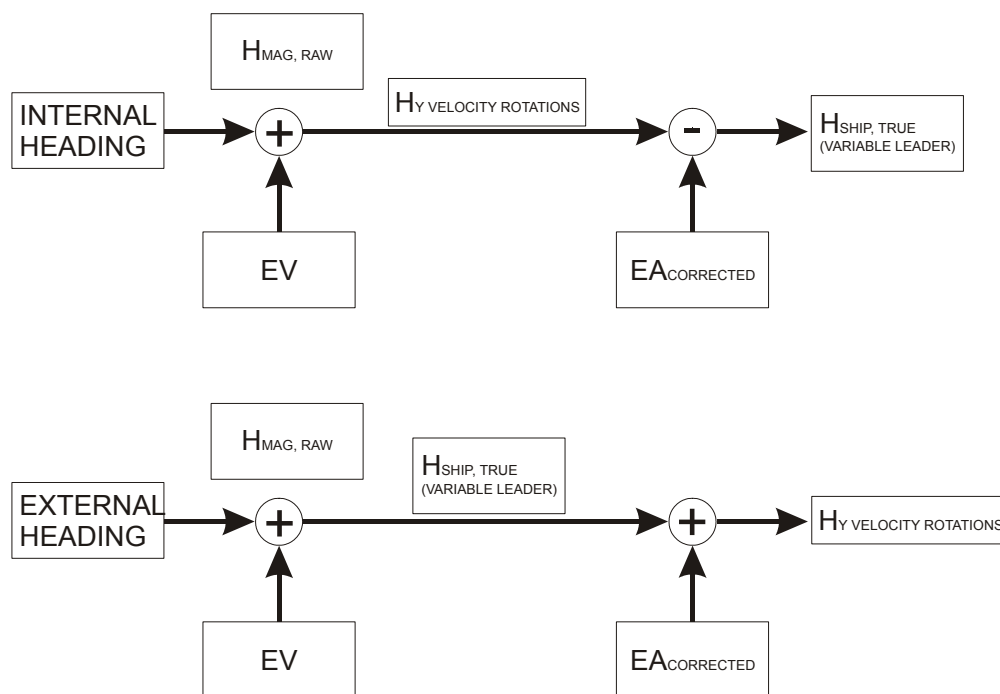 HMAG, RAW
HY VELOCITY ROTATIONS
INTERNAL
HEADING
+
-
HSHIP, TRUE
(VARIABLE LEADER)
EV
EACORRECTED
HMAG, RAW
HSHIP, TRUE
(VARIABLE LEADER)
EXTERNAL
HEADING
+
+
HY VELOCITY ROTATIONS
EV
EACORRECTED